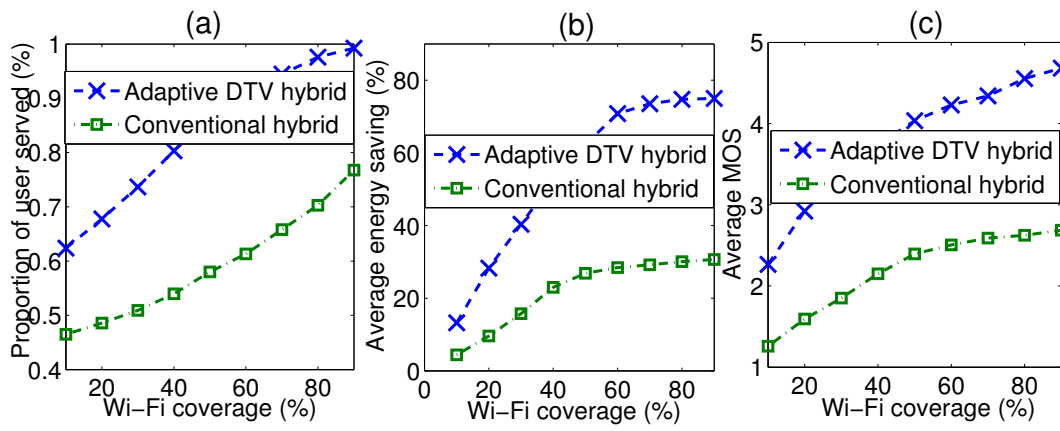 (a)
Proportion of user served (%)
1
0.9
0.8
0.7
0.6
0.5
0.4
Adaptive DTV hybrid
Conventional hybrid
20 40 60 80
Wi−Fi coverage (%)
(b)
Average energy saving (%)
80
60
40
20
0
Adaptive DTV hybrid
Conventional hybrid
0 20 40 60 80
Wi−Fi coverage (%)
(c)
Average MOS
5
4
3
2
1
Adaptive DTV hybrid
Conventional hybrid
20 40 60 80
Wi−Fi coverage (%)